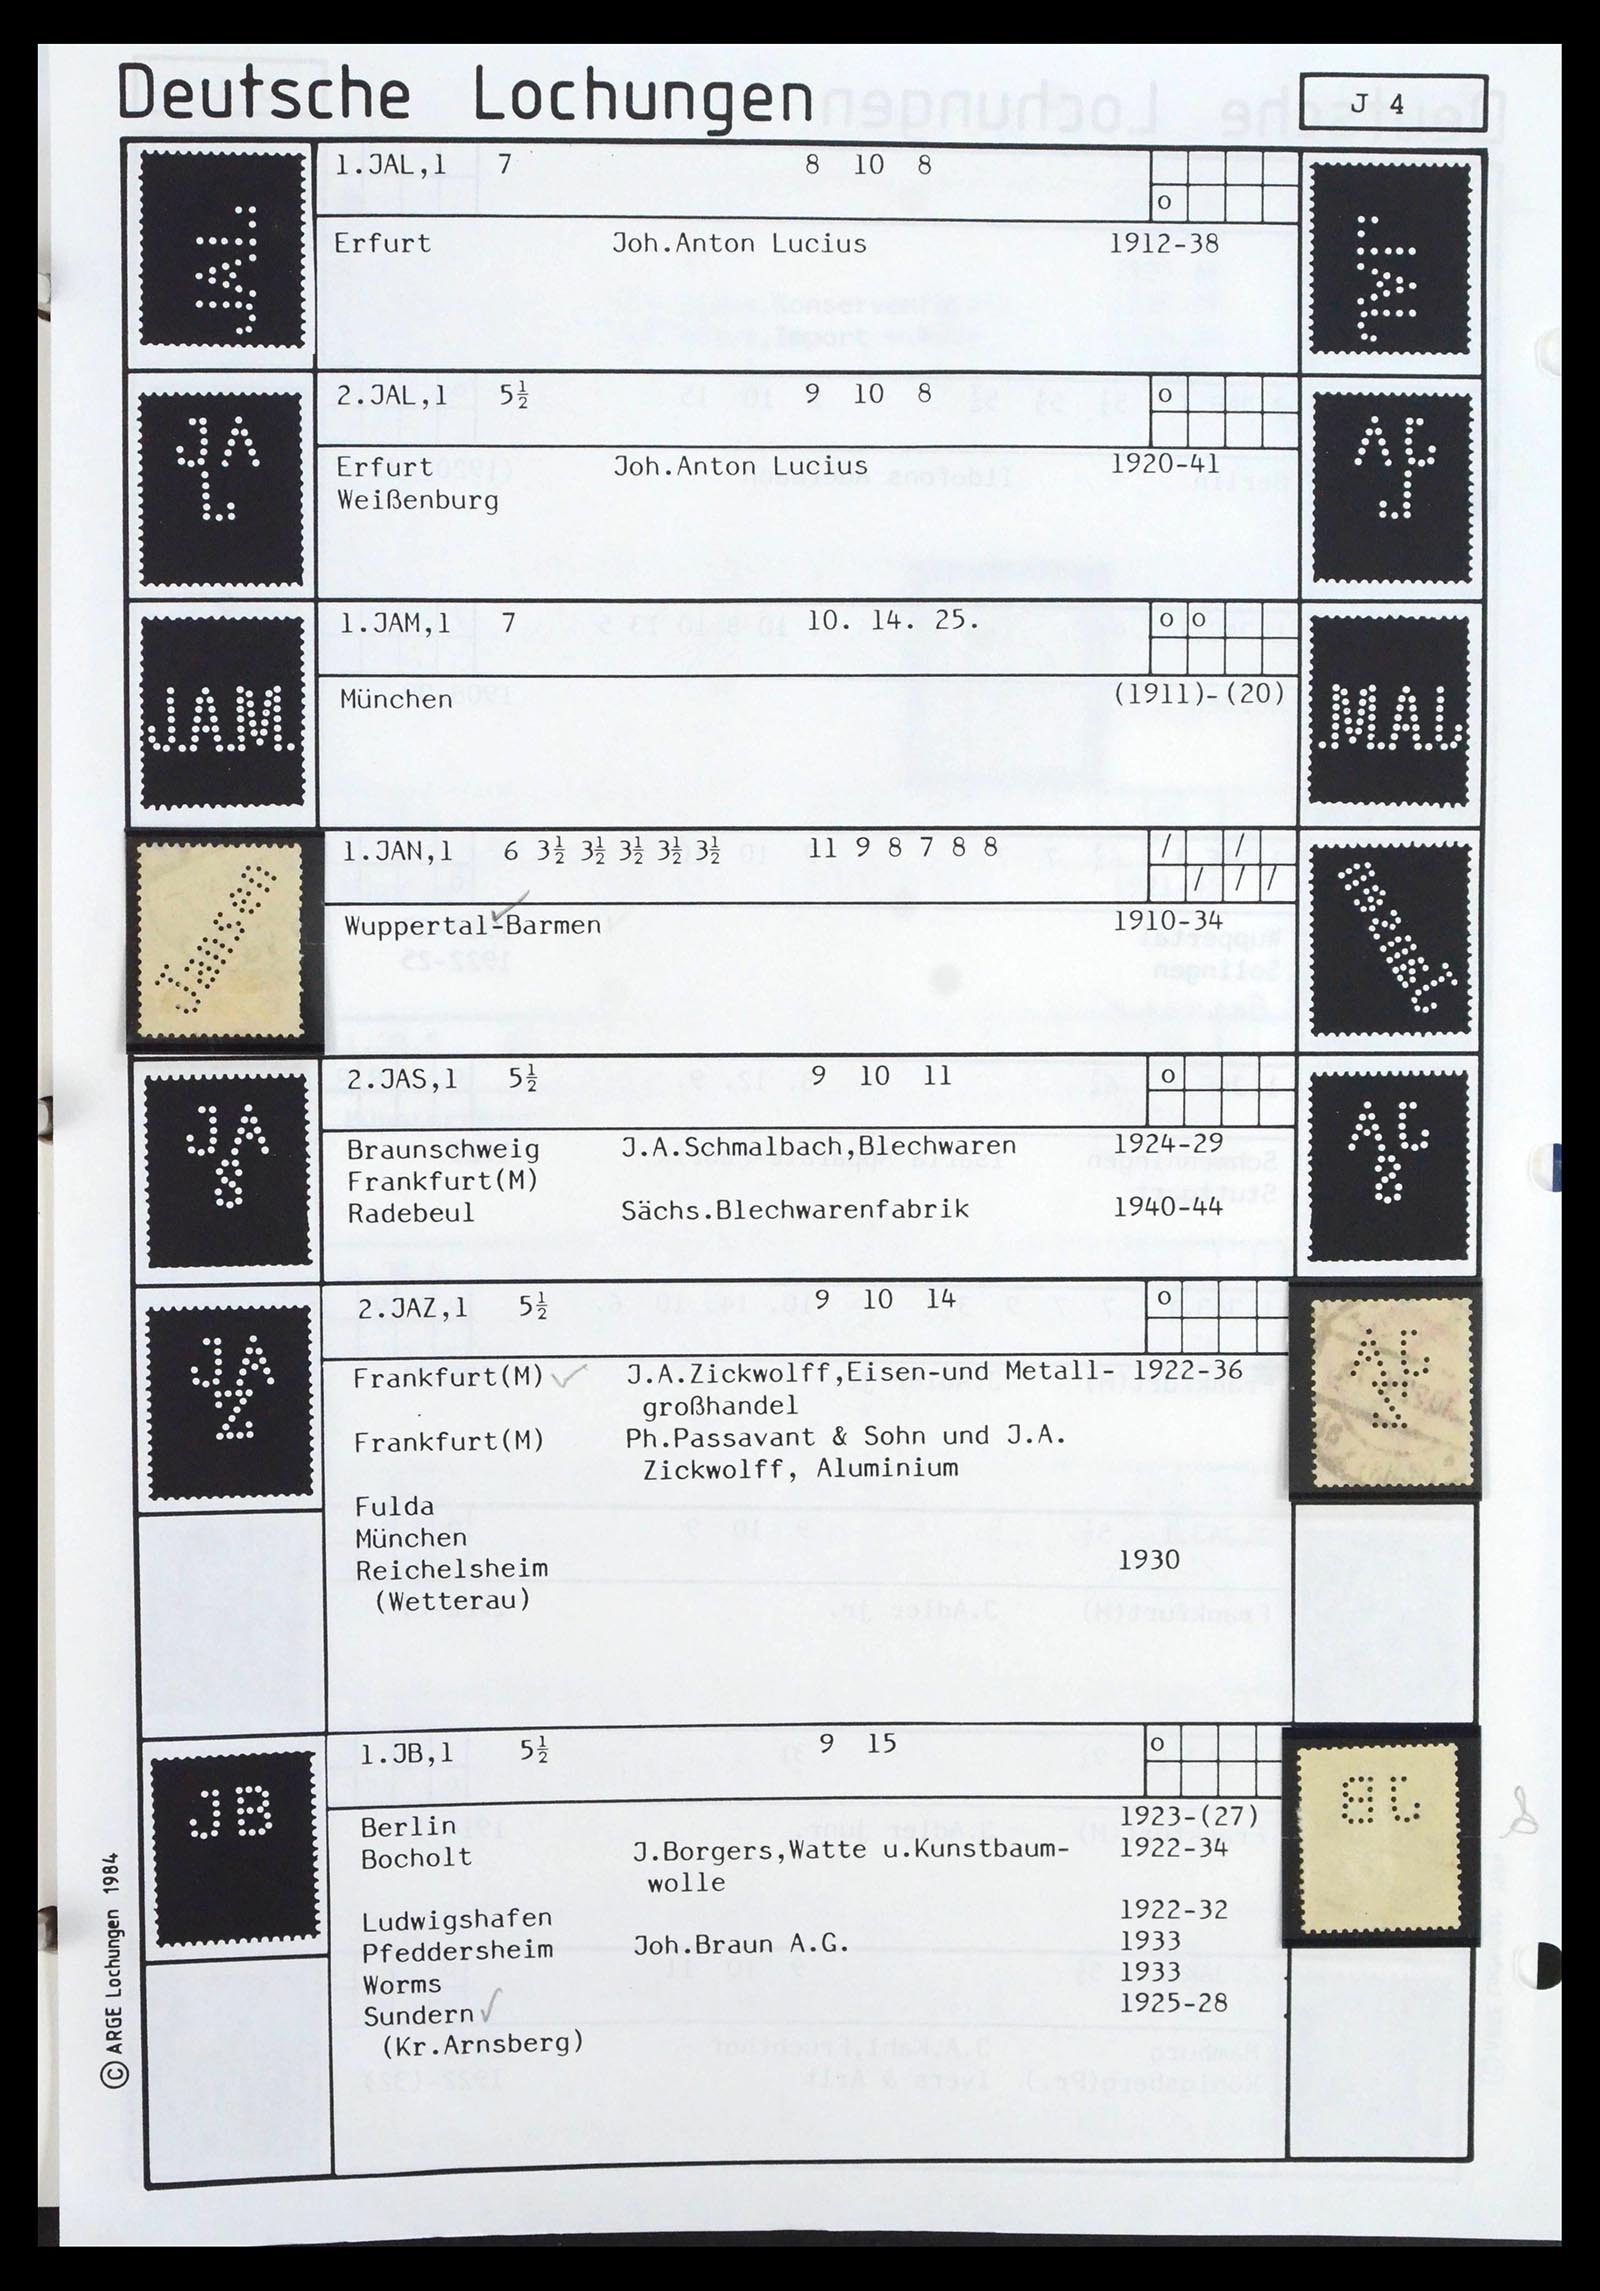 Deutsche Lochungen
J 4
1.JAL,1 7 8 10 8
o
Erfurt Joh.Anton Lucius 1912-38
2.JAL,1 5½ 9 10 8 o
JA
L
Erfurt Joh.Anton Lucius 1920-41
Weißenburg
1.JAM,1 7 10. 14. 25. o o
J.A.M.
München (1911)-(20)
1.JAN,1 6 3½ 3½ 3½ 3½ 3½ 11 9 8 7 8 8 / /
/ / /
Wuppertal-Barmen 1910-34
2.JAS,1 5½ 9 10 11 o
JA
S
Braunschweig J.A.Schmalbach,Blechwaren 1924-29
Frankfurt(M)
Radebeul Sächs.Blechwarenfabrik 1940-44
2.JAZ,1 5½ 9 10 14 o
JA
Z
Frankfurt(M) J.A.Zickwolff,Eisen-und Metall- 1922-36
großhandel
Frankfurt(M) Ph.Passavant & Sohn und J.A.
Zickwolff, Aluminium
Fulda
München
Reichelsheim 1930
(Wetterau)
1.JB,1 5½ 9 15 o
JB
Berlin 1923-(27)
Bocholt J.Borgers,Watte u.Kunstbaum- 1922-34
wolle
Ludwigshafen 1922-32
Pfeddersheim Joh.Braun A.G. 1933
Worms 1933
Sundern 1925-28
(Kr.Arnsberg)
© ARGE Lochungen 1984